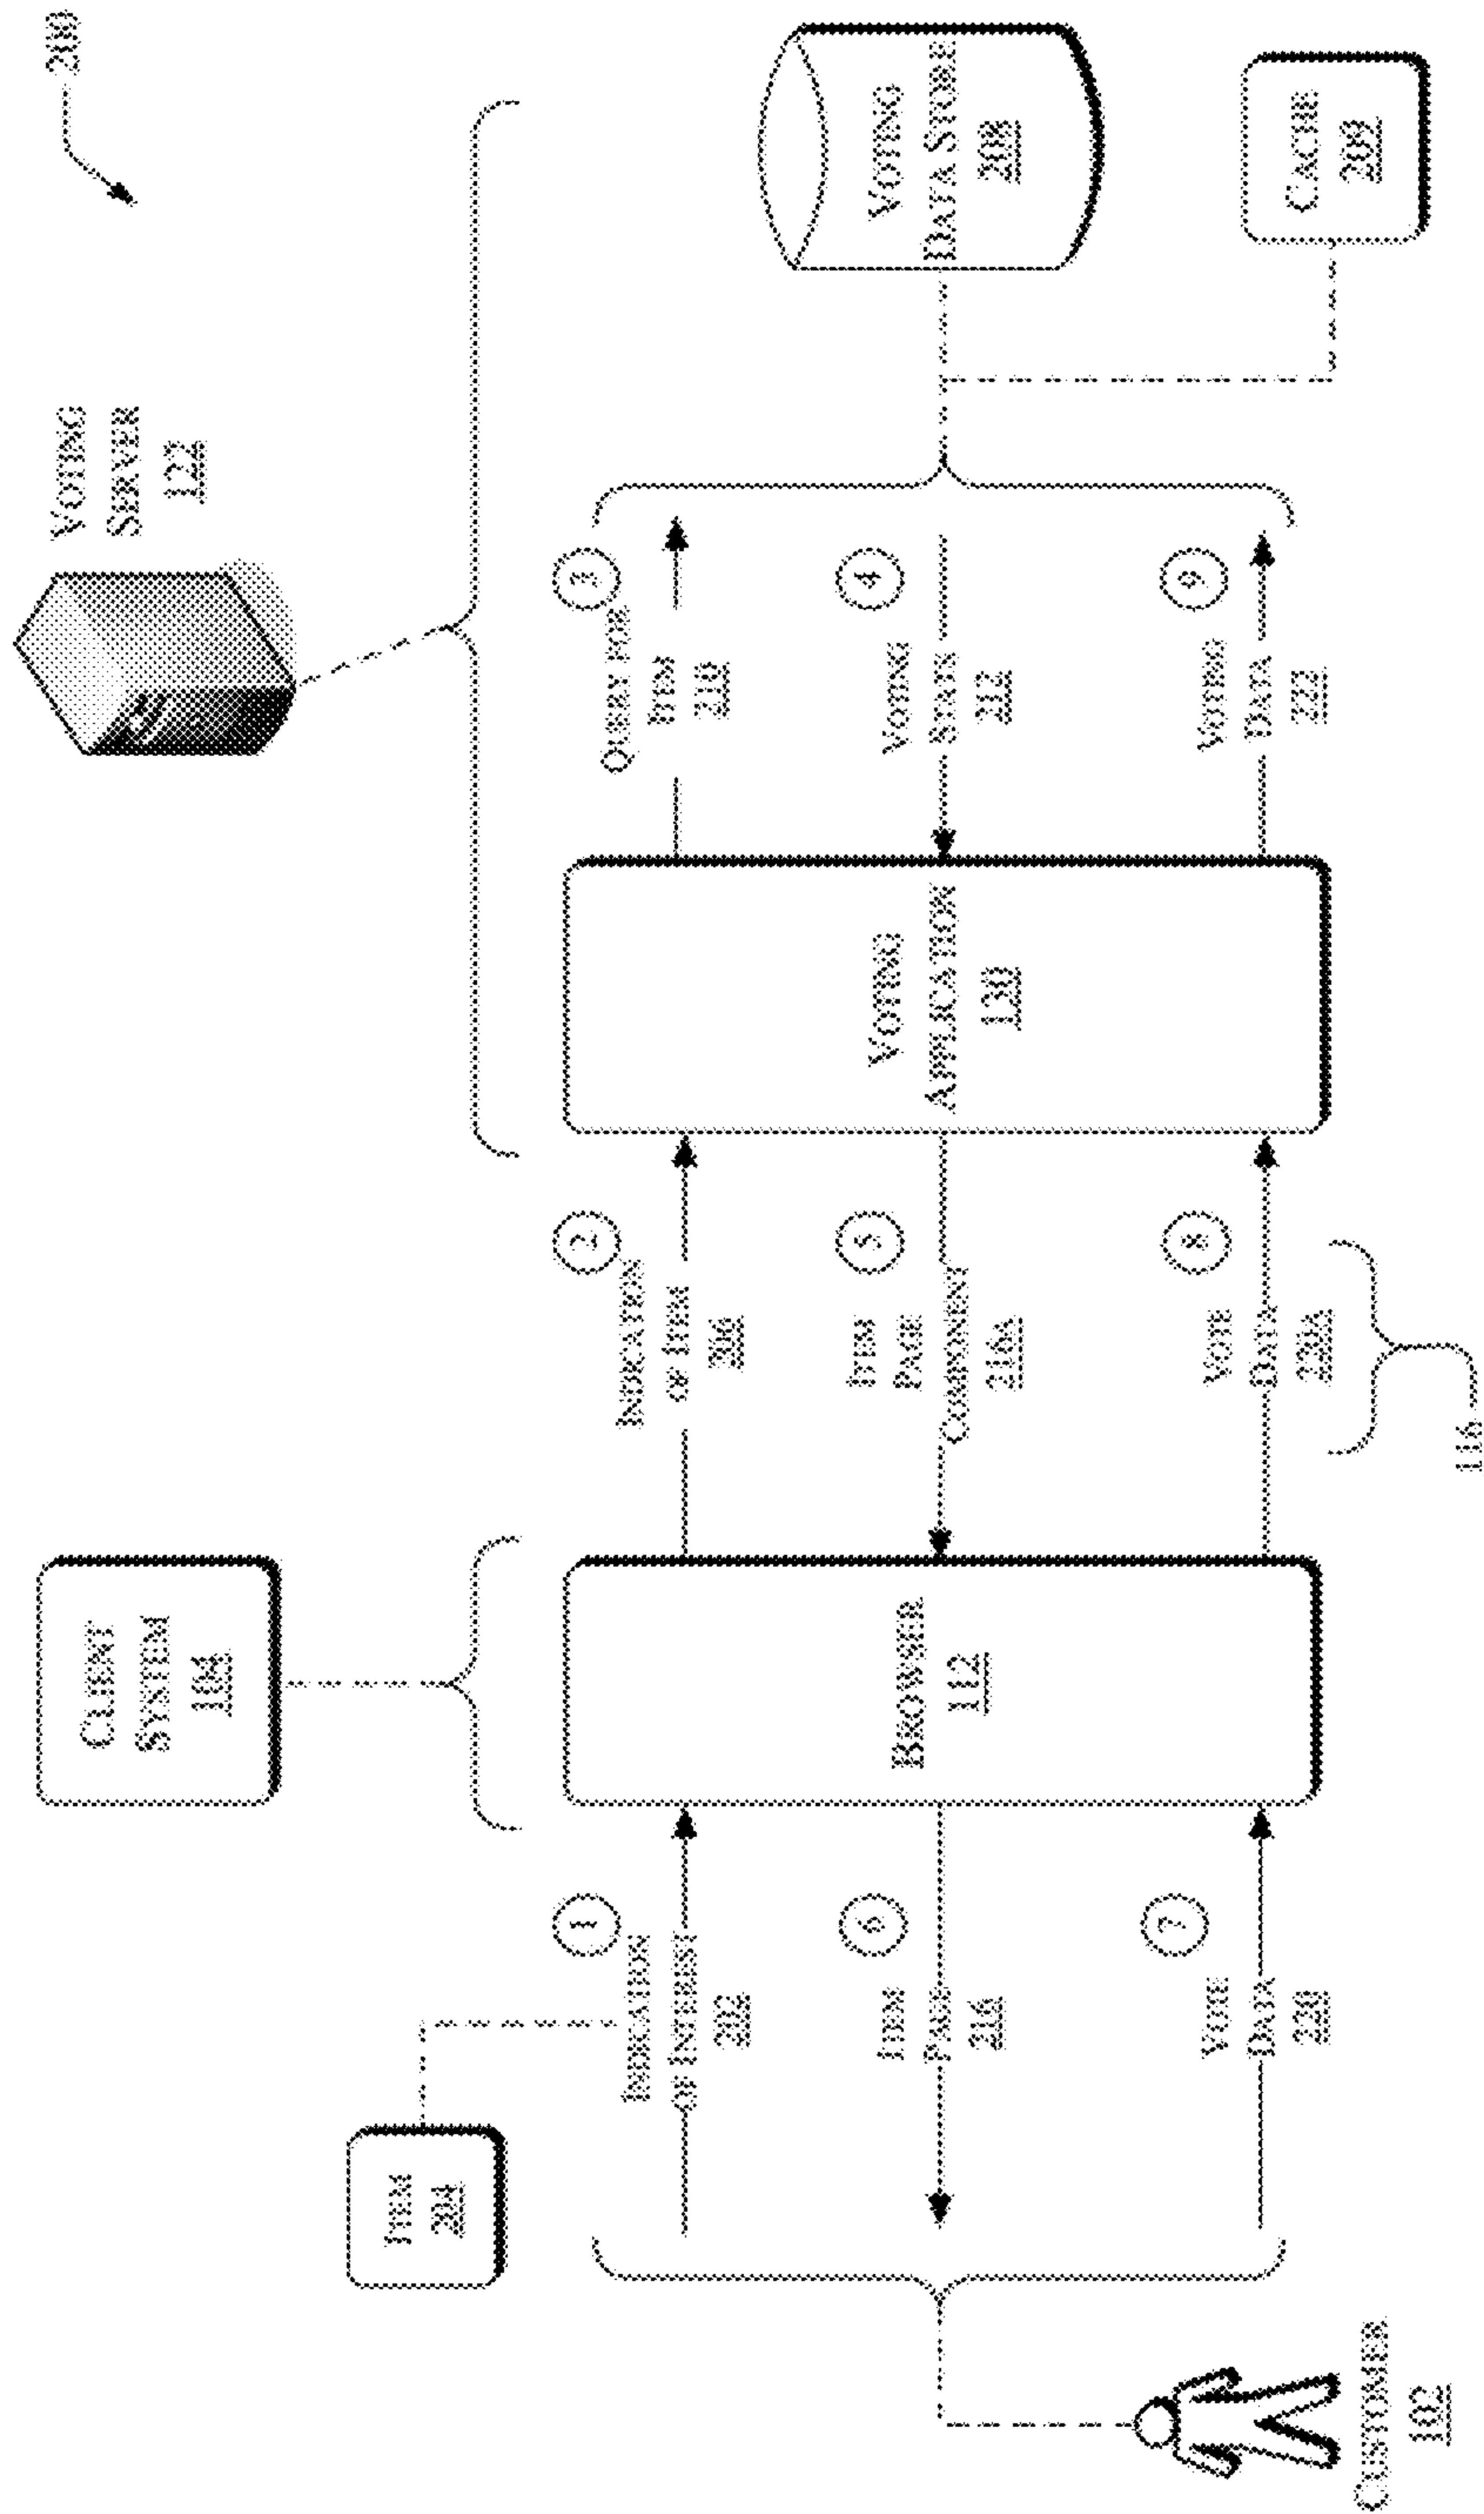 200
VOTING
SERVER
122
CLIENT
SYSTEM
104
ITEM
204
1
INDICATION
OF INTEREST
202
2
INDICATION
OF ITEM
206
3
QUERY FOR
ITEM
210
6
ITEM
PAGE
216
BROWSER
112
5
ITEM
PAGE
COMPONENT
216A
VOTING
APPLICATION
130
4
VOTING
STATE
212
VOTING
DATA STORE
208
7
VOTE
DATA
220
8
VOTE
DATA
220A
9
VOTING
DATA
222
CACHE
209
CUSTOMER
102
116